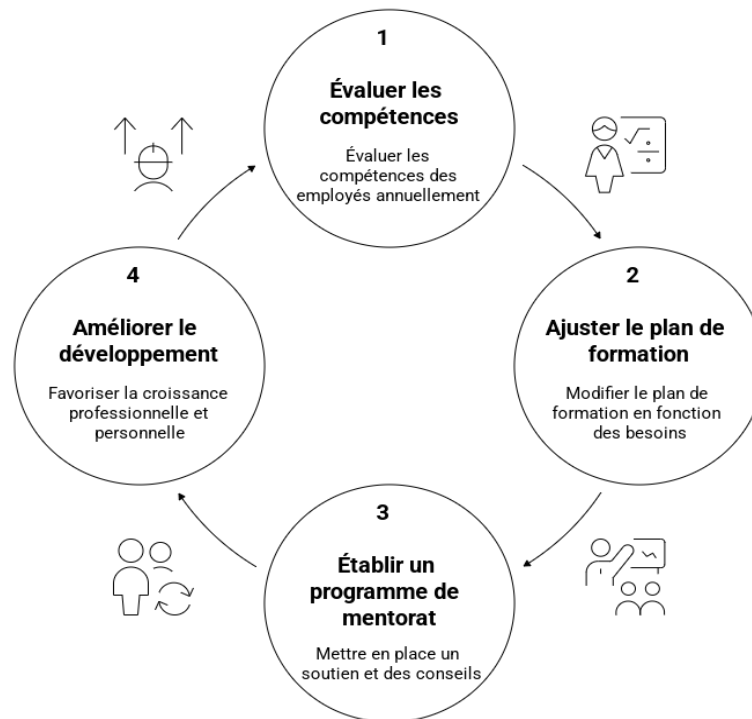 1
Évaluer les
compétences
Évaluer les
compétences des
employés annuellement
2
Ajuster le plan de
formation
Modifier le plan de
formation en fonction
des besoins
3
Établir un
programme de
mentorat
Mettre en place un
soutien et des conseils
4
Améliorer le
développement
Favoriser la croissance
professionnelle et
personnelle